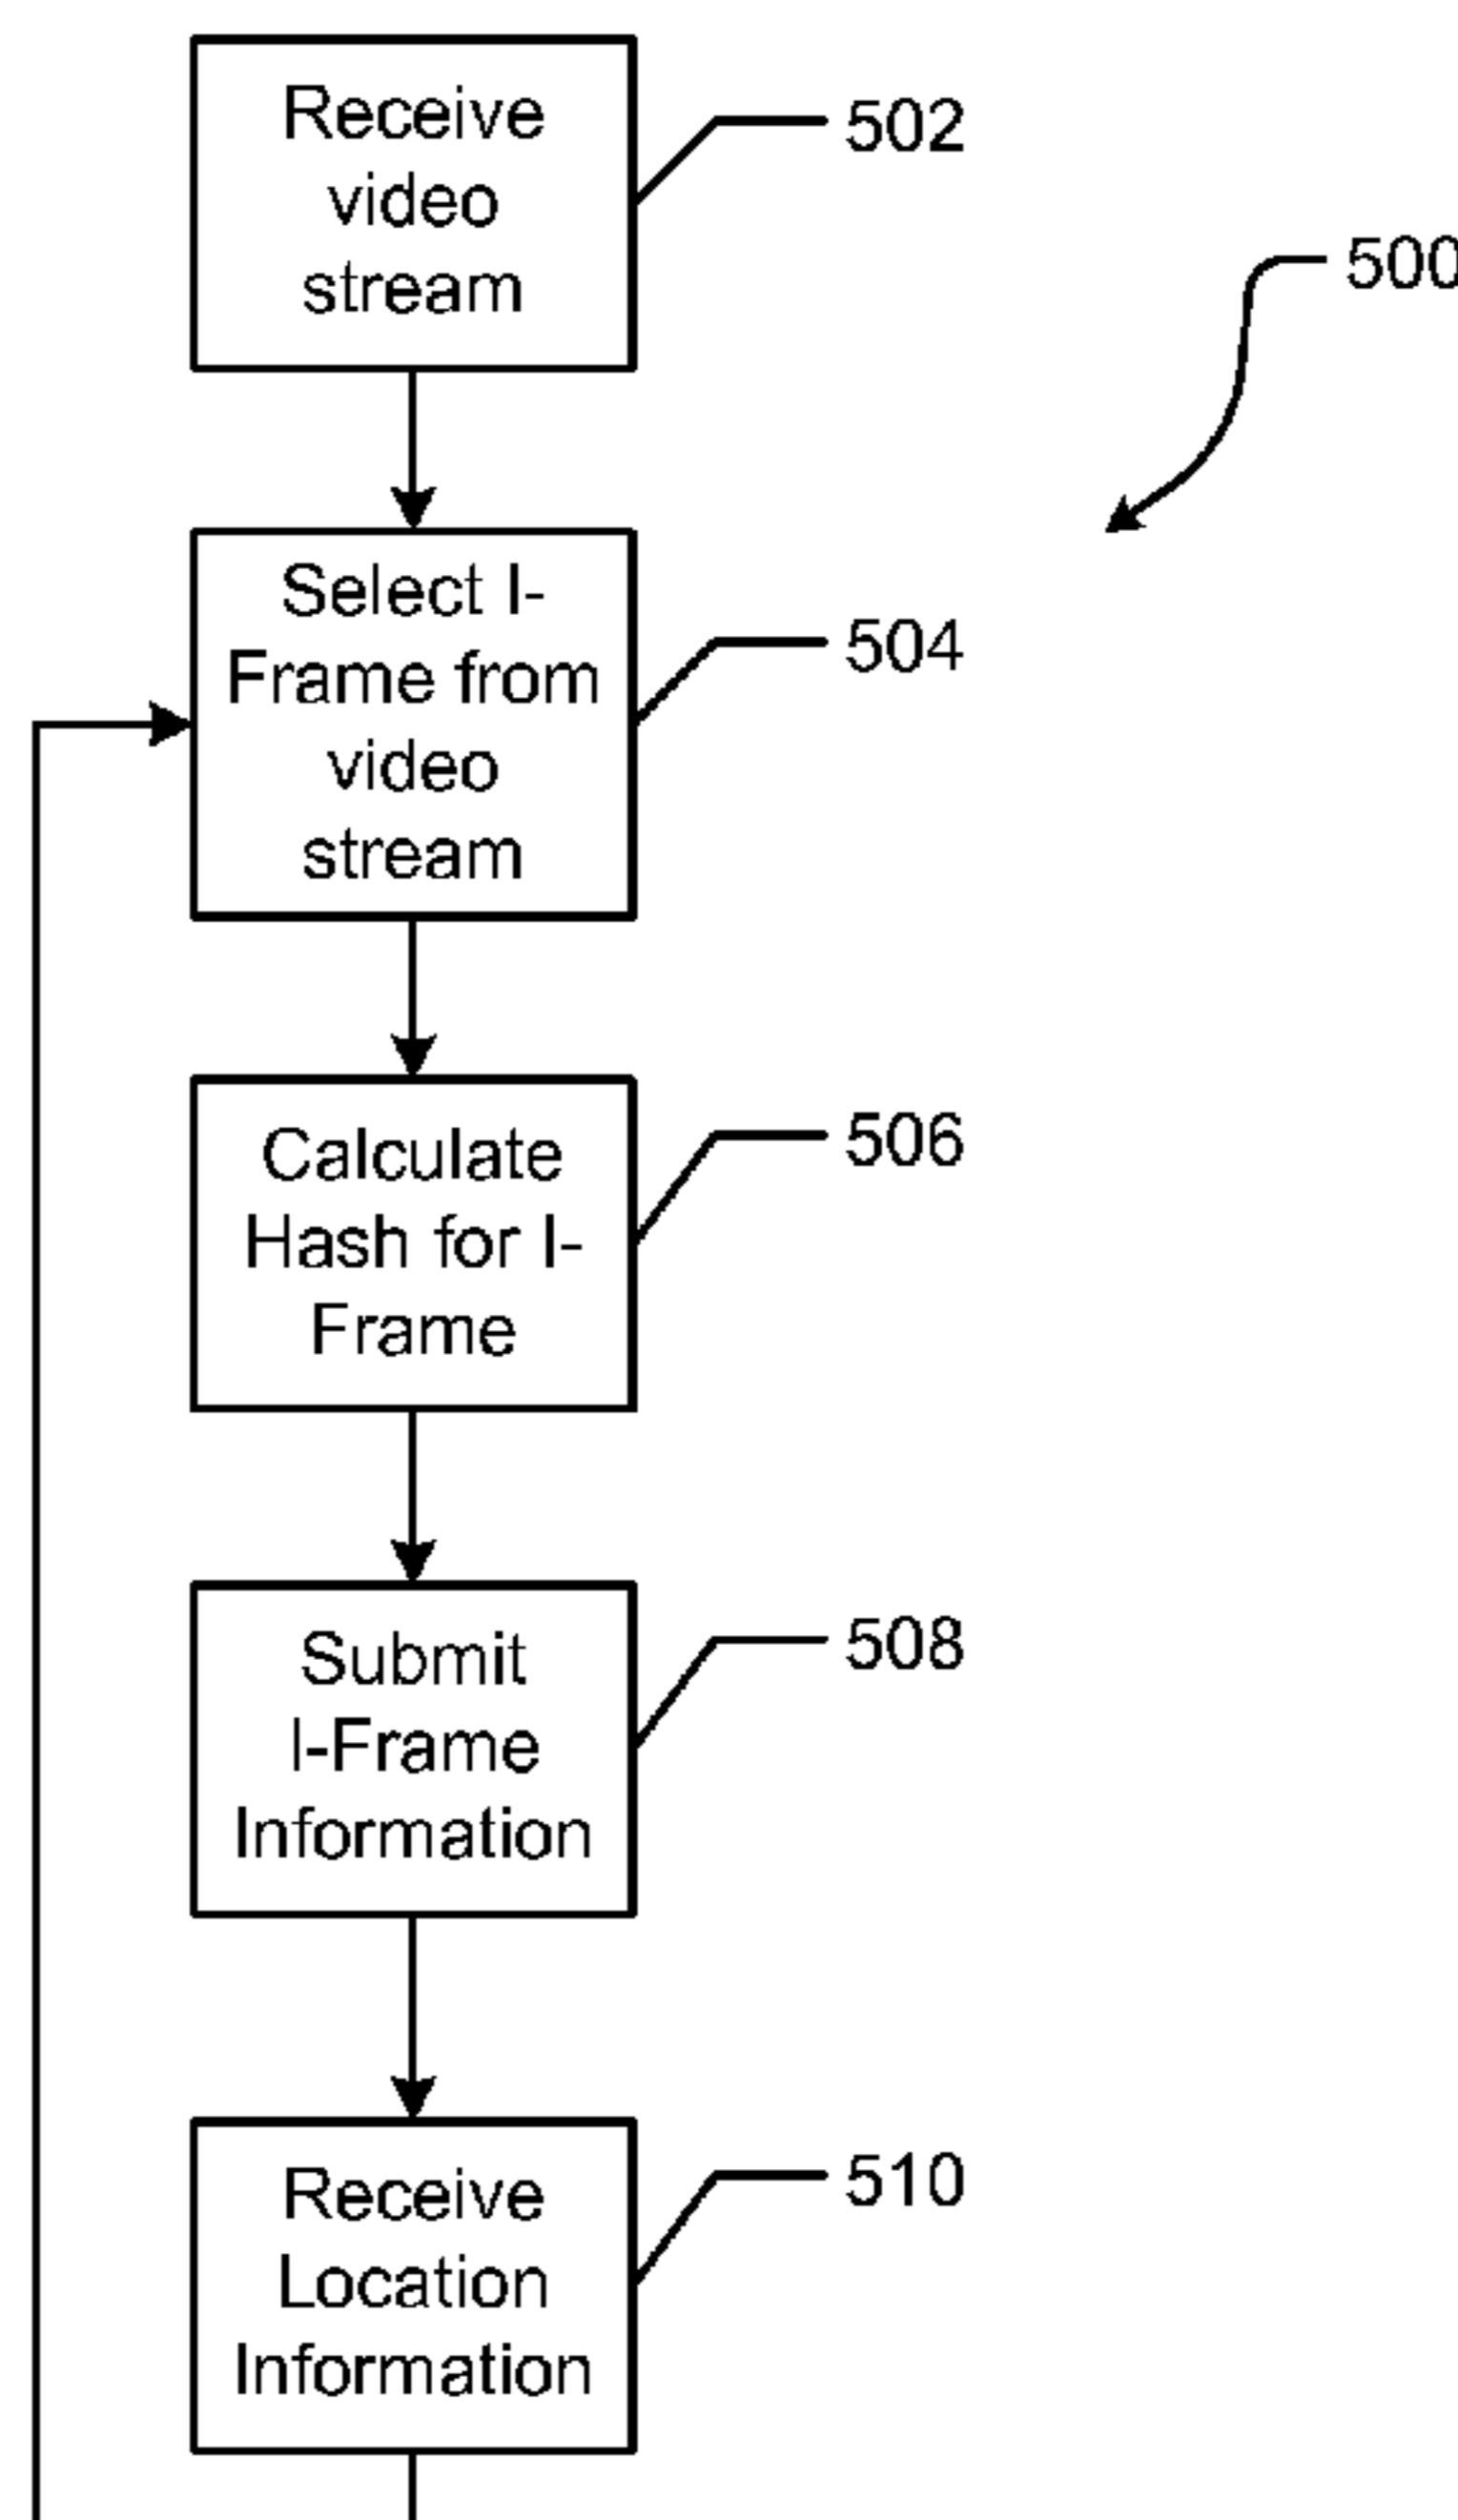 Receive
video
stream
502
500
Select I-
Frame from
video
stream
504
Calculate
Hash for I-
Frame
506
Submit
I-Frame
Information
508
Receive
Location
Information
510